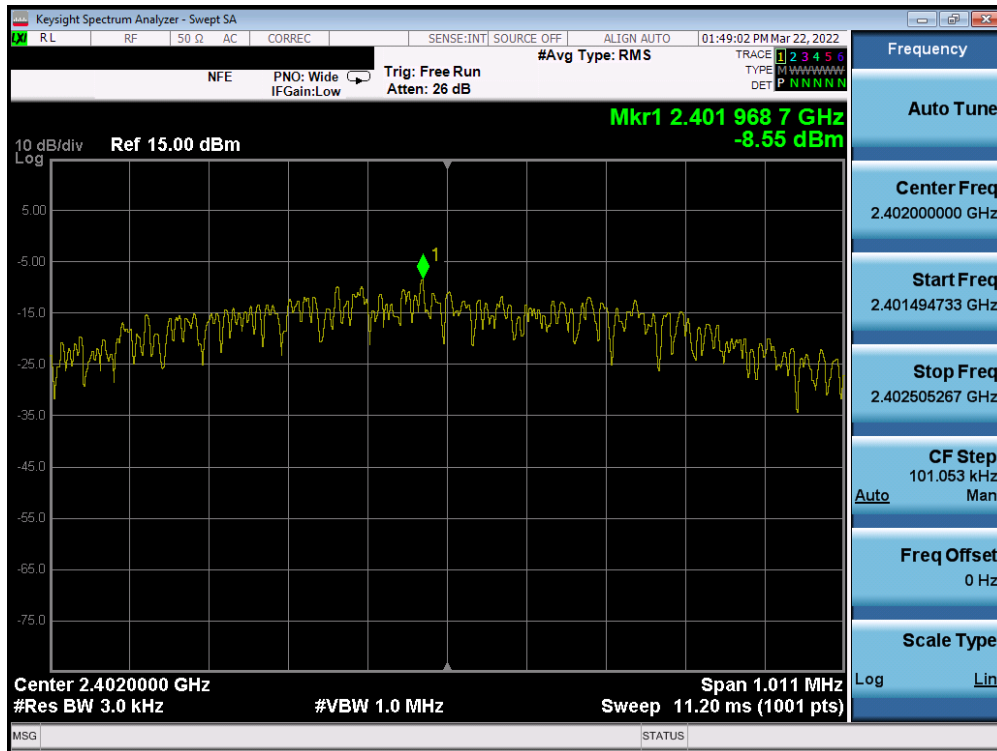 Keysight Spectrum Analyzer - Swept SA
LXI RL RF 50 Ω AC CORREC SENSE:INT SOURCE OFF ALIGN AUTO 01:49:02 PM Mar 22, 2022
NFE PNO: Wide Trig: Free Run #Avg Type: RMS TRACE 1 2 3 4 5 6
IFGain:Low Atten: 26 dB TYPE M WWWWW
DET P N N N N N
Mkr1 2.401 968 7 GHz
-8.55 dBm
10 dB/div Ref 15.00 dBm
Log
1
5.00
-5.00
-15.0
-25.0
-35.0
-45.0
-55.0
-65.0
-75.0
Center 2.4020000 GHz Span 1.011 MHz
#Res BW 3.0 kHz #VBW 1.0 MHz Sweep 11.20 ms (1001 pts)
MSG STATUS
Frequency
Auto Tune
Center Freq
2.402000000 GHz
Start Freq
2.401494733 GHz
Stop Freq
2.402505267 GHz
CF Step
101.053 kHz
Auto Man
Freq Offset
0 Hz
Scale Type
Log Lin